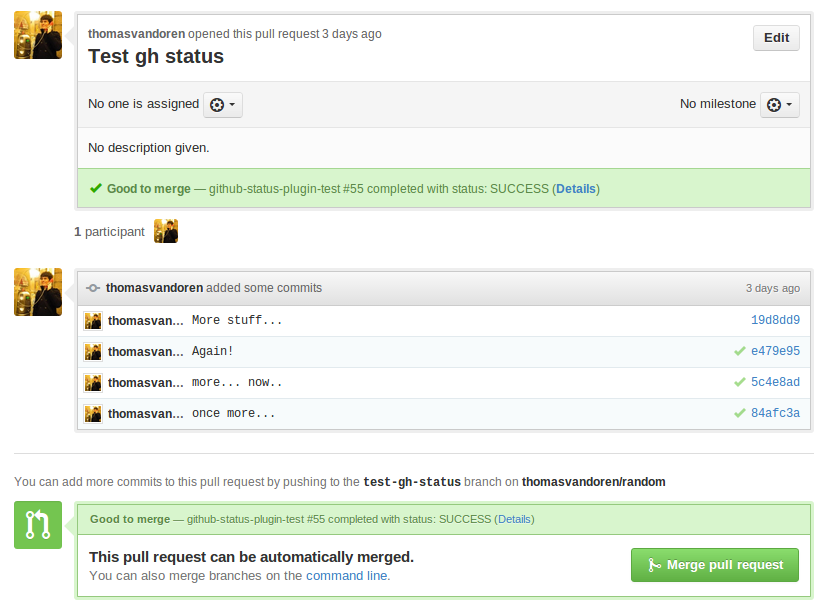 thomasvandoren opened this pull request 3 days ago
Edit
Test gh status
No one is assigned
No milestone
No description given.
Good to merge — github-status-plugin-test #55 completed with status: SUCCESS (Details)
1 participant
thomasvandoren added some commits
3 days ago
thomasvan... More stuff... 19d8dd9
thomasvan... Again! e479e95
thomasvan... more... now.. 5c4e8ad
thomasvan... once more... 84afc3a
You can add more commits to this pull request by pushing to the test-gh-status branch on thomasvandoren/random
Good to merge — github-status-plugin-test #55 completed with status: SUCCESS (Details)
This pull request can be automatically merged.
You can also merge branches on the command line.
Merge pull request